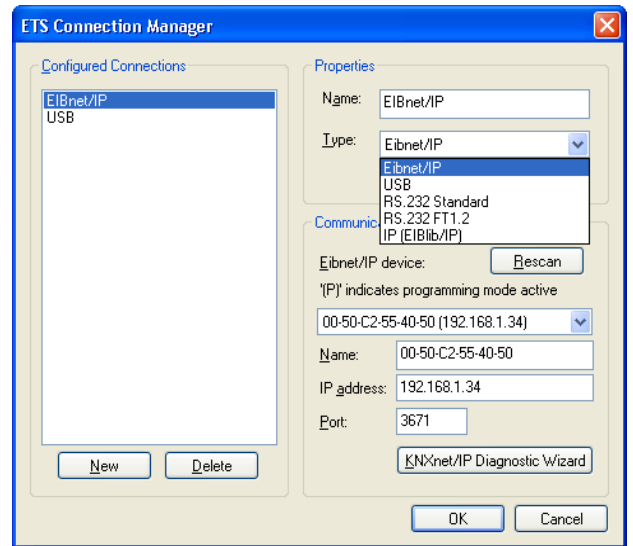 ETS Connection Manager
Configured Connections
EIBnet/IP
USB
New
Delete
Properties
Name: EIBnet/IP
Type: Eibnet/IP
Eibnet/IP
USB
RS.232 Standard
RS.232 FT1.2
IP (EIBlib/IP)
Communic
Eibnet/IP device: Rescan
'(P)' indicates programming mode active
00-50-C2-55-40-50 (192.168.1.34)
Name: 00-50-C2-55-40-50
IP address: 192.168.1.34
Port: 3671
KNXnet/IP Diagnostic Wizard
OK
Cancel